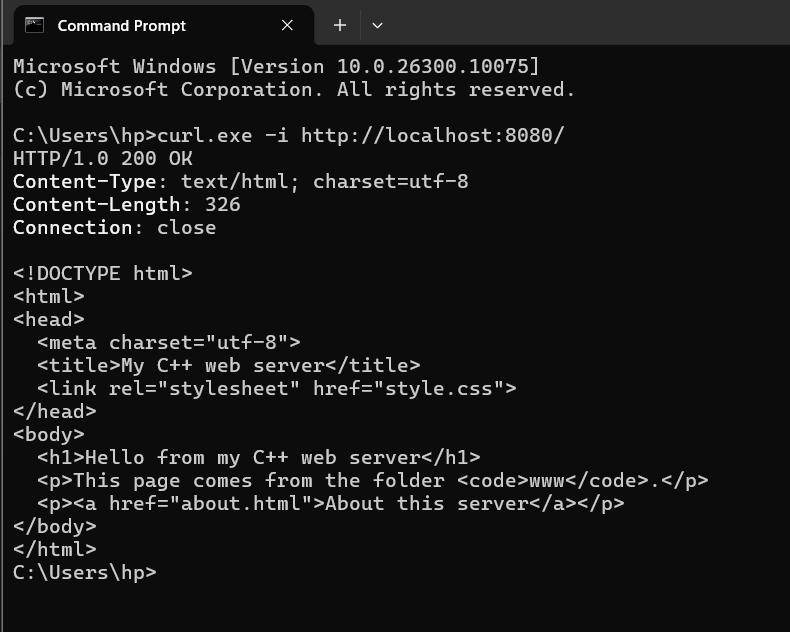 Command Prompt
Microsoft Windows [Version 10.0.26300.10075]
(c) Microsoft Corporation. All rights reserved.

C:\Users\hp>curl.exe -i http://localhost:8080/
HTTP/1.0 200 OK
Content-Type: text/html; charset=utf-8
Content-Length: 326
Connection: close

<!DOCTYPE html>
<html>
<head>
  <meta charset="utf-8">
  <title>My C++ web server</title>
  <link rel="stylesheet" href="style.css">
</head>
<body>
  <h1>Hello from my C++ web server</h1>
  <p>This page comes from the folder <code>www</code>.</p>
  <p><a href="about.html">About this server</a></p>
</body>
</html>
C:\Users\hp>